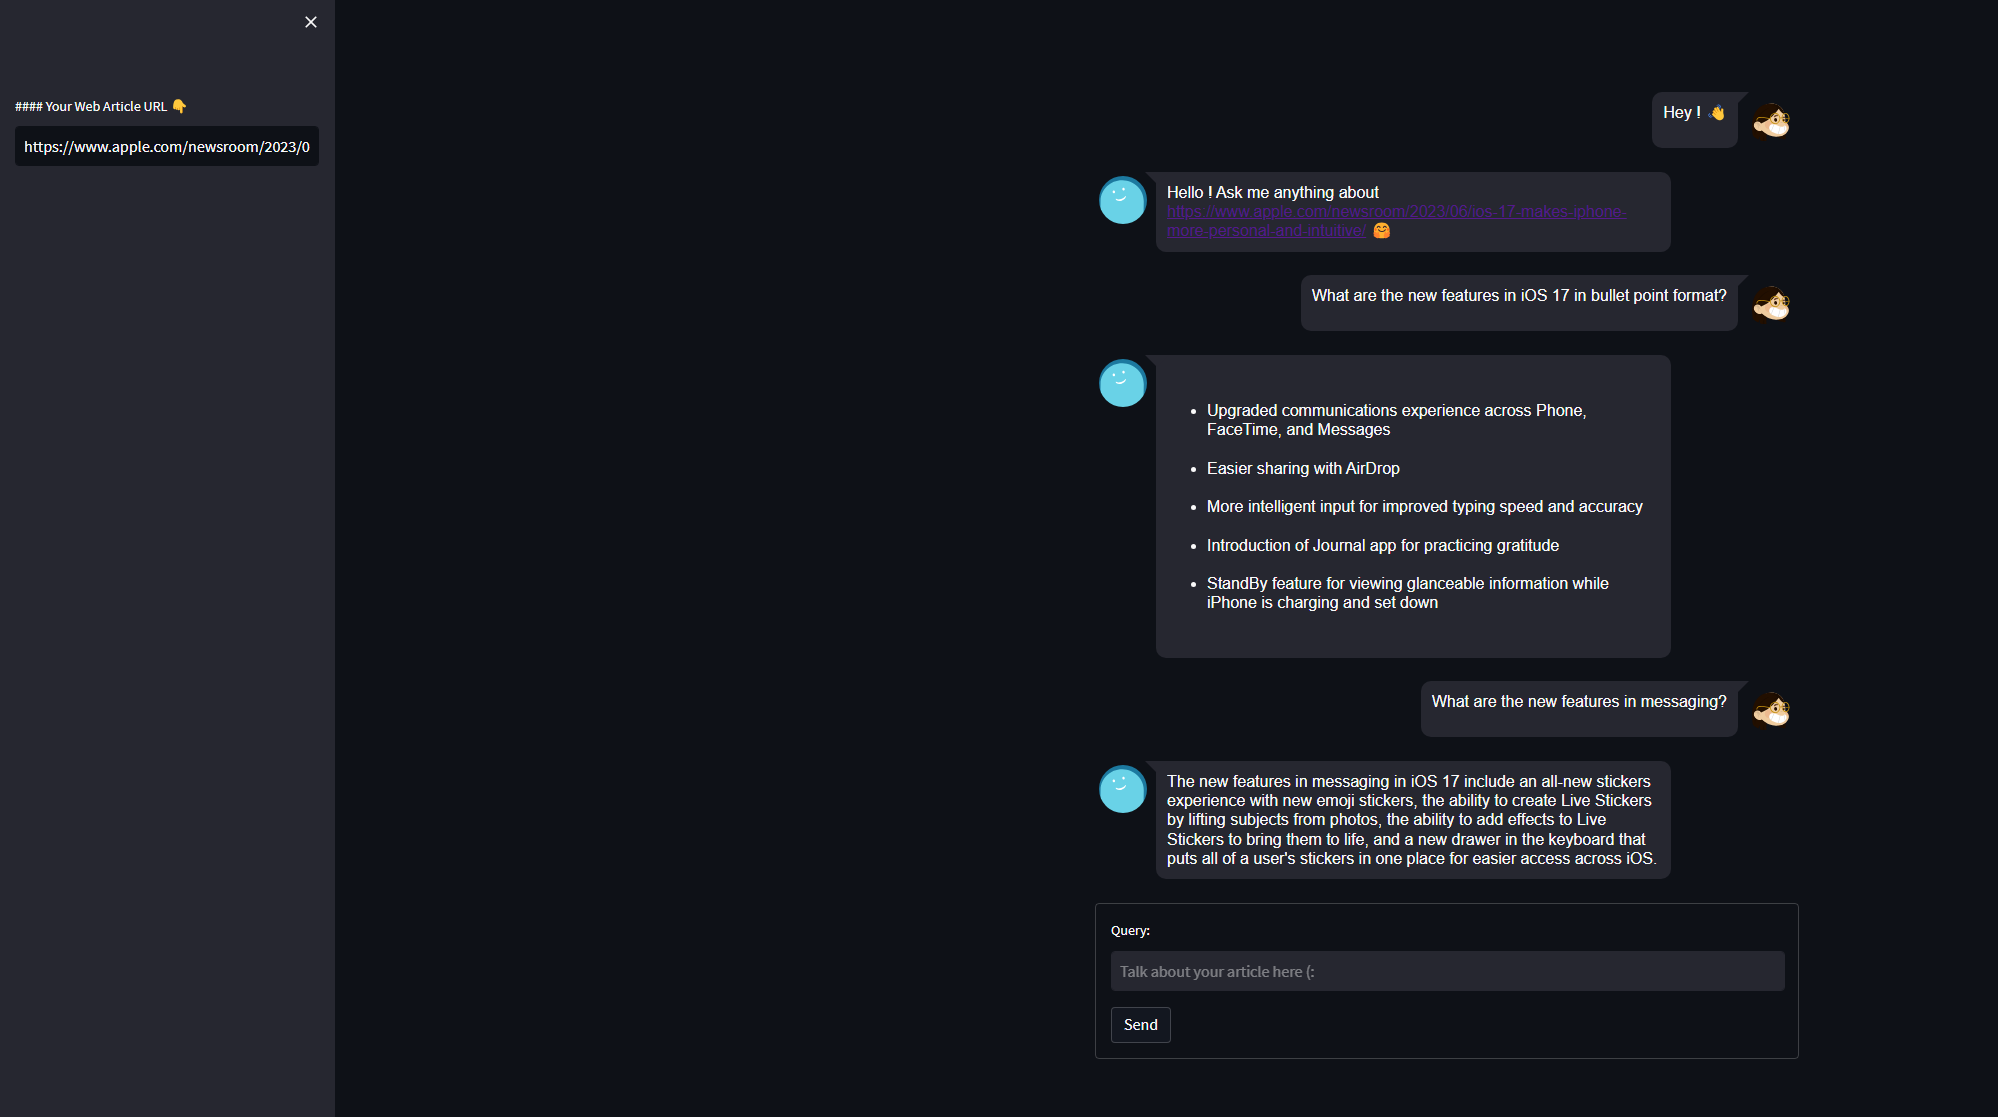 #### Your Web Article URL 👇
https://www.apple.com/newsroom/2023/0
Hey ! 👋
Hello ! Ask me anything about
https://www.apple.com/newsroom/2023/06/ios-17-makes-iphone-
more-personal-and-intuitive/ 🤗
What are the new features in iOS 17 in bullet point format?
• Upgraded communications experience across Phone,
FaceTime, and Messages
• Easier sharing with AirDrop
• More intelligent input for improved typing speed and accuracy
• Introduction of Journal app for practicing gratitude
• StandBy feature for viewing glanceable information while
iPhone is charging and set down
What are the new features in messaging?
The new features in messaging in iOS 17 include an all-new stickers
experience with new emoji stickers, the ability to create Live Stickers
by lifting subjects from photos, the ability to add effects to Live
Stickers to bring them to life, and a new drawer in the keyboard that
puts all of a user's stickers in one place for easier access across iOS.
Query:
Talk about your article here (:
Send